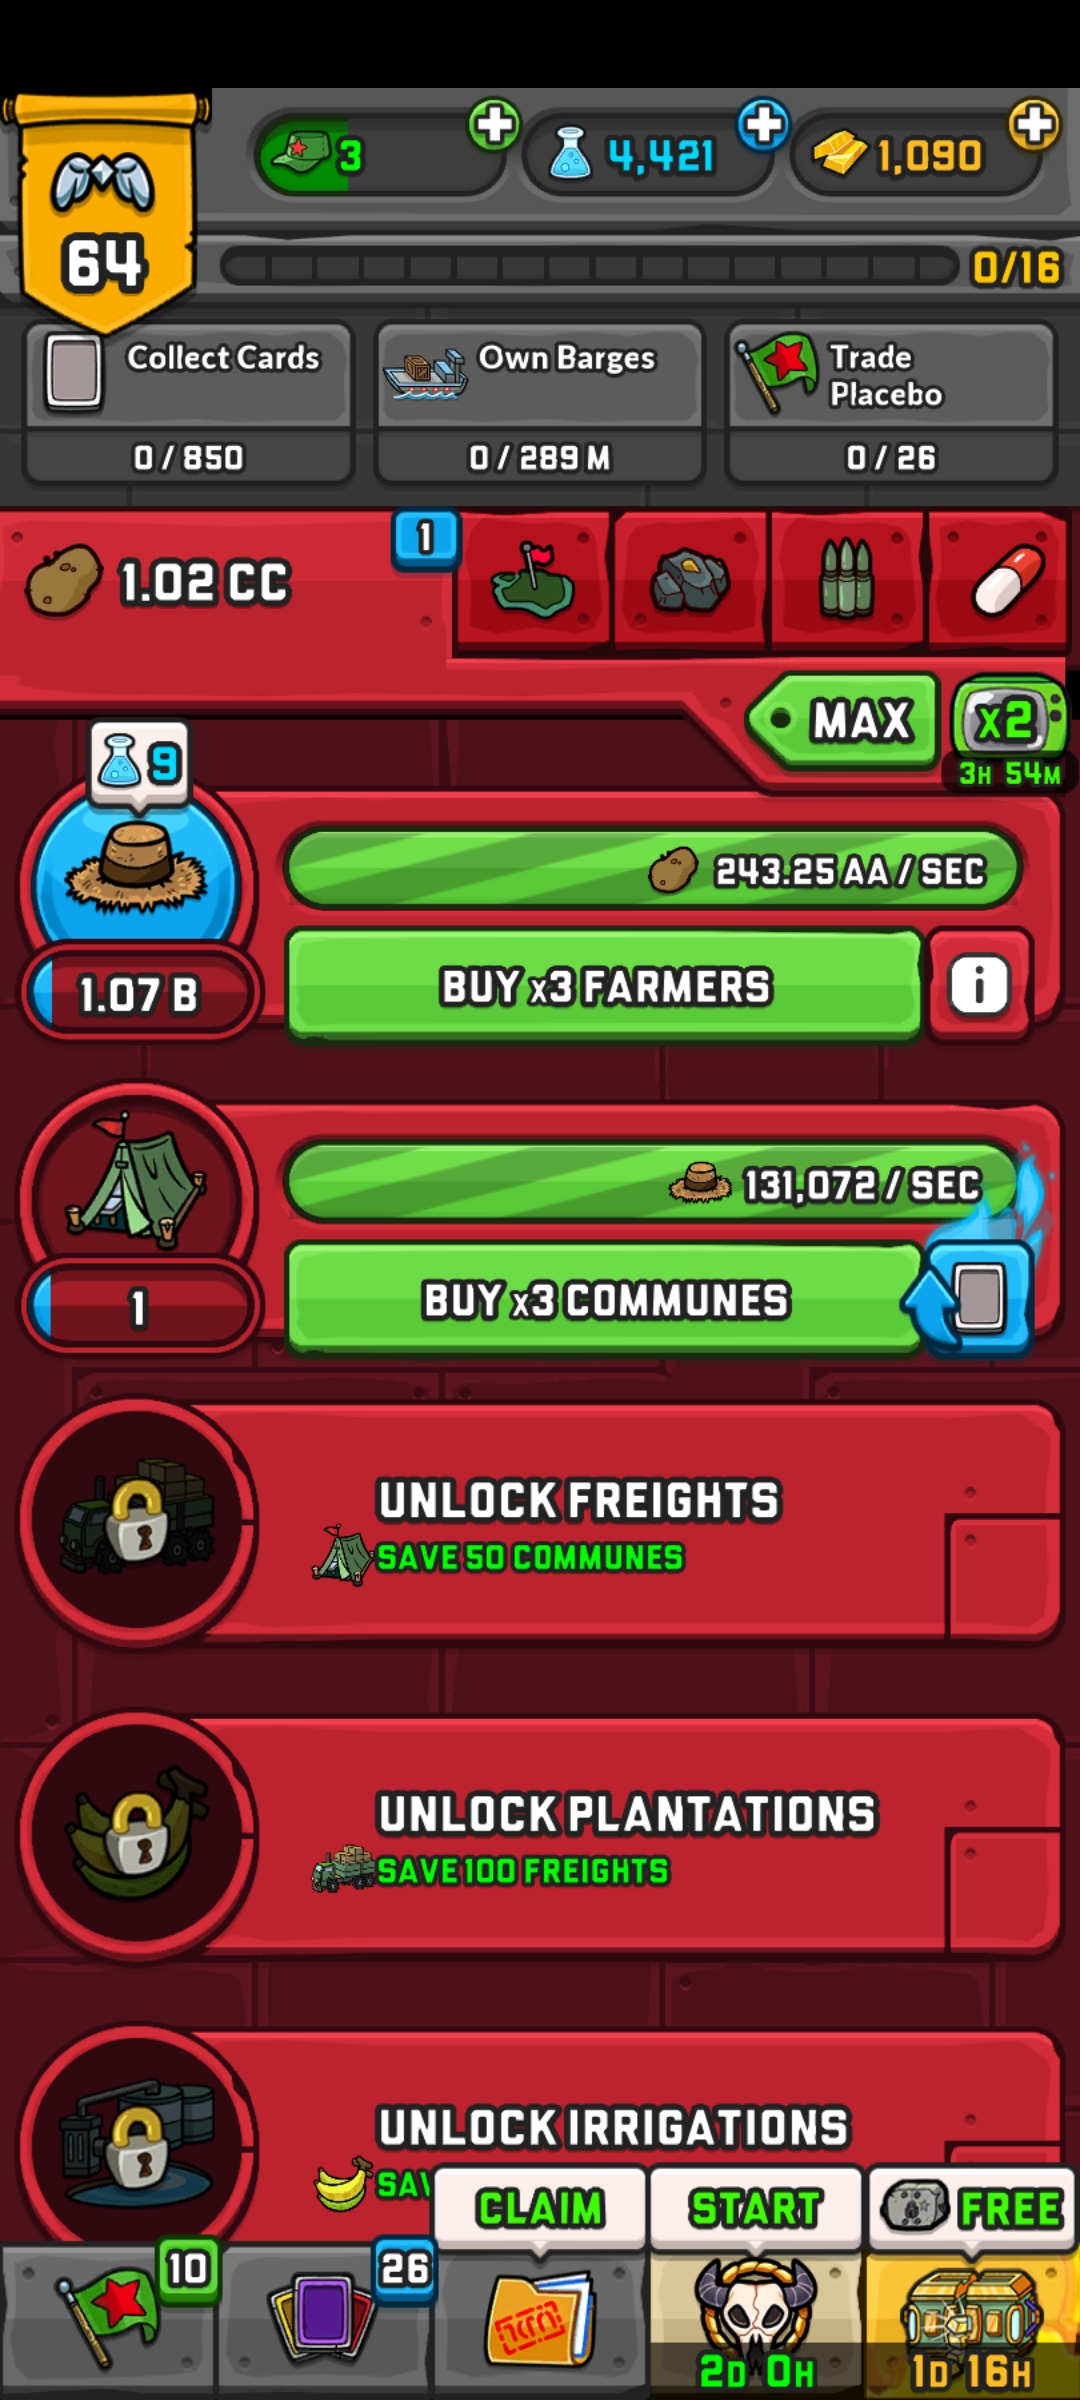 3
4,421
1,090
64
0/16
Collect Cards
0 / 850
Own Barges
0 / 289 M
Trade
Placebo
0 / 26
1.02 CC
1
MAX
x2
3H 54M
9
243.25 AA / SEC
1.07 B
BUY x3 FARMERS
i
131,072 / SEC
1
BUY x3 COMMUNES
UNLOCK FREIGHTS
SAVE 50 COMMUNES
UNLOCK PLANTATIONS
SAVE 100 FREIGHTS
UNLOCK IRRIGATIONS
CLAIM
START
FREE
10
26
2D 0H
1D 16H